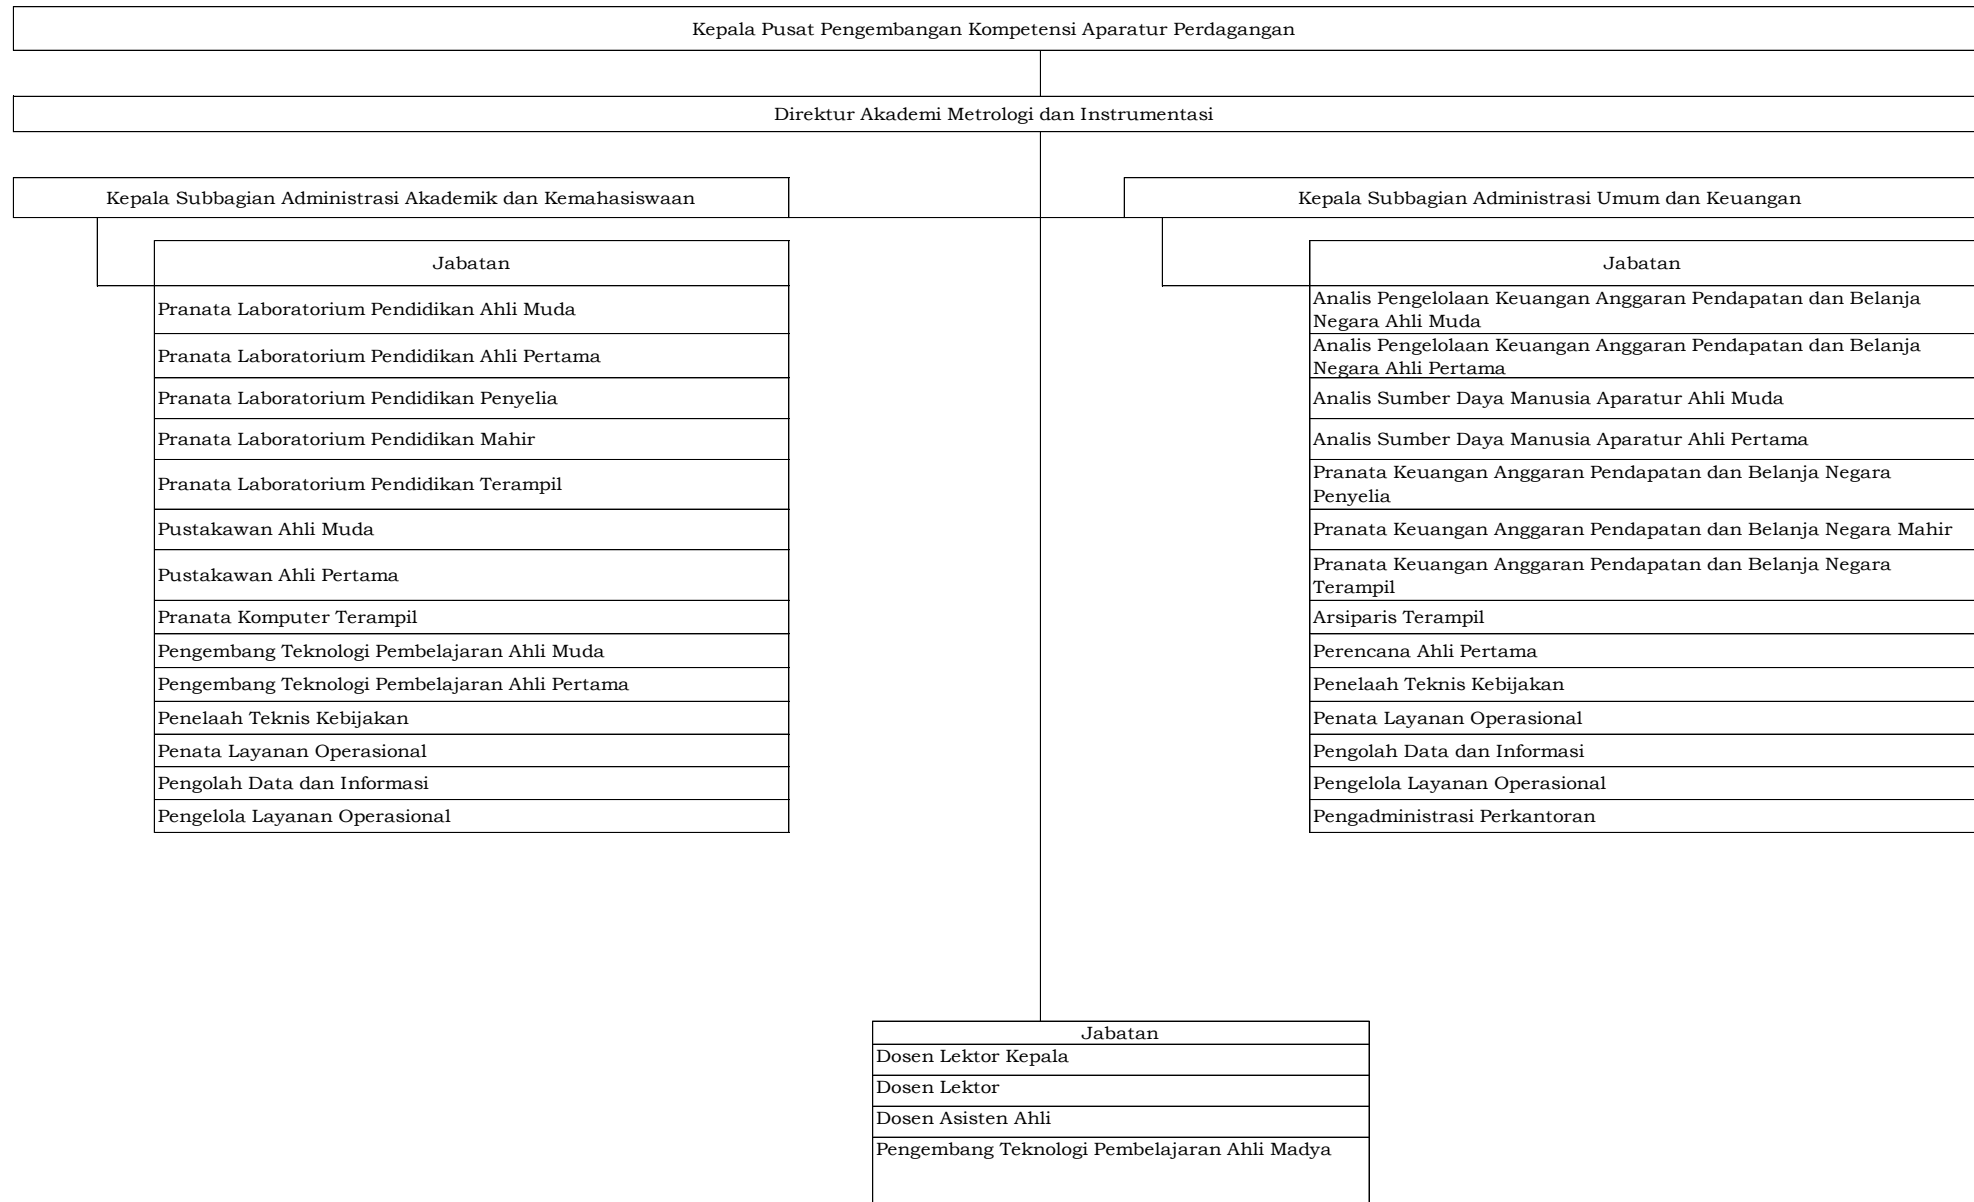 Kepala Pusat Pengembangan Kompetensi Aparatur Perdagangan
Direktur Akademi Metrologi dan Instrumentasi
Kepala Subbagian Administrasi Akademik dan Kemahasiswaan
Jabatan
Pranata Laboratorium Pendidikan Ahli Muda
Pranata Laboratorium Pendidikan Ahli Pertama
Pranata Laboratorium Pendidikan Penyelia
Pranata Laboratorium Pendidikan Mahir
Pranata Laboratorium Pendidikan Terampil
Pustakawan Ahli Muda
Pustakawan Ahli Pertama
Pranata Komputer Terampil
Pengembang Teknologi Pembelajaran Ahli Muda
Pengembang Teknologi Pembelajaran Ahli Pertama
Penelaah Teknis Kebijakan
Penata Layanan Operasional
Pengolah Data dan Informasi
Pengelola Layanan Operasional
Kepala Subbagian Administrasi Umum dan Keuangan
Jabatan
Analis Pengelolaan Keuangan Anggaran Pendapatan dan Belanja
Negara Ahli Muda
Analis Pengelolaan Keuangan Anggaran Pendapatan dan Belanja
Negara Ahli Pertama
Analis Sumber Daya Manusia Aparatur Ahli Muda
Analis Sumber Daya Manusia Aparatur Ahli Pertama
Pranata Keuangan Anggaran Pendapatan dan Belanja Negara
Penyelia
Pranata Keuangan Anggaran Pendapatan dan Belanja Negara Mahir
Pranata Keuangan Anggaran Pendapatan dan Belanja Negara
Terampil
Arsiparis Terampil
Perencana Ahli Pertama
Penelaah Teknis Kebijakan
Penata Layanan Operasional
Pengolah Data dan Informasi
Pengelola Layanan Operasional
Pengadministrasi Perkantoran
Jabatan
Dosen Lektor Kepala
Dosen Lektor
Dosen Asisten Ahli
Pengembang Teknologi Pembelajaran Ahli Madya